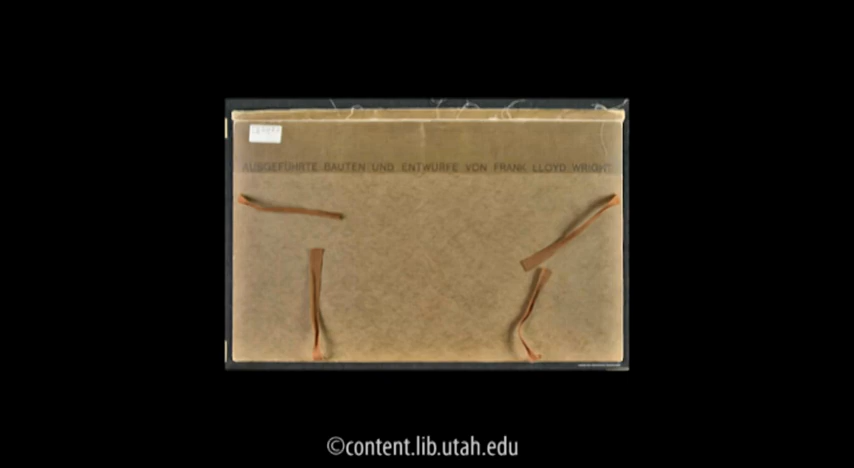 AUSGEFÜHRTE BAUTEN UND ENTWÜRFE VON FRANK LLOYD WRIGHT
©content.lib.utah.edu